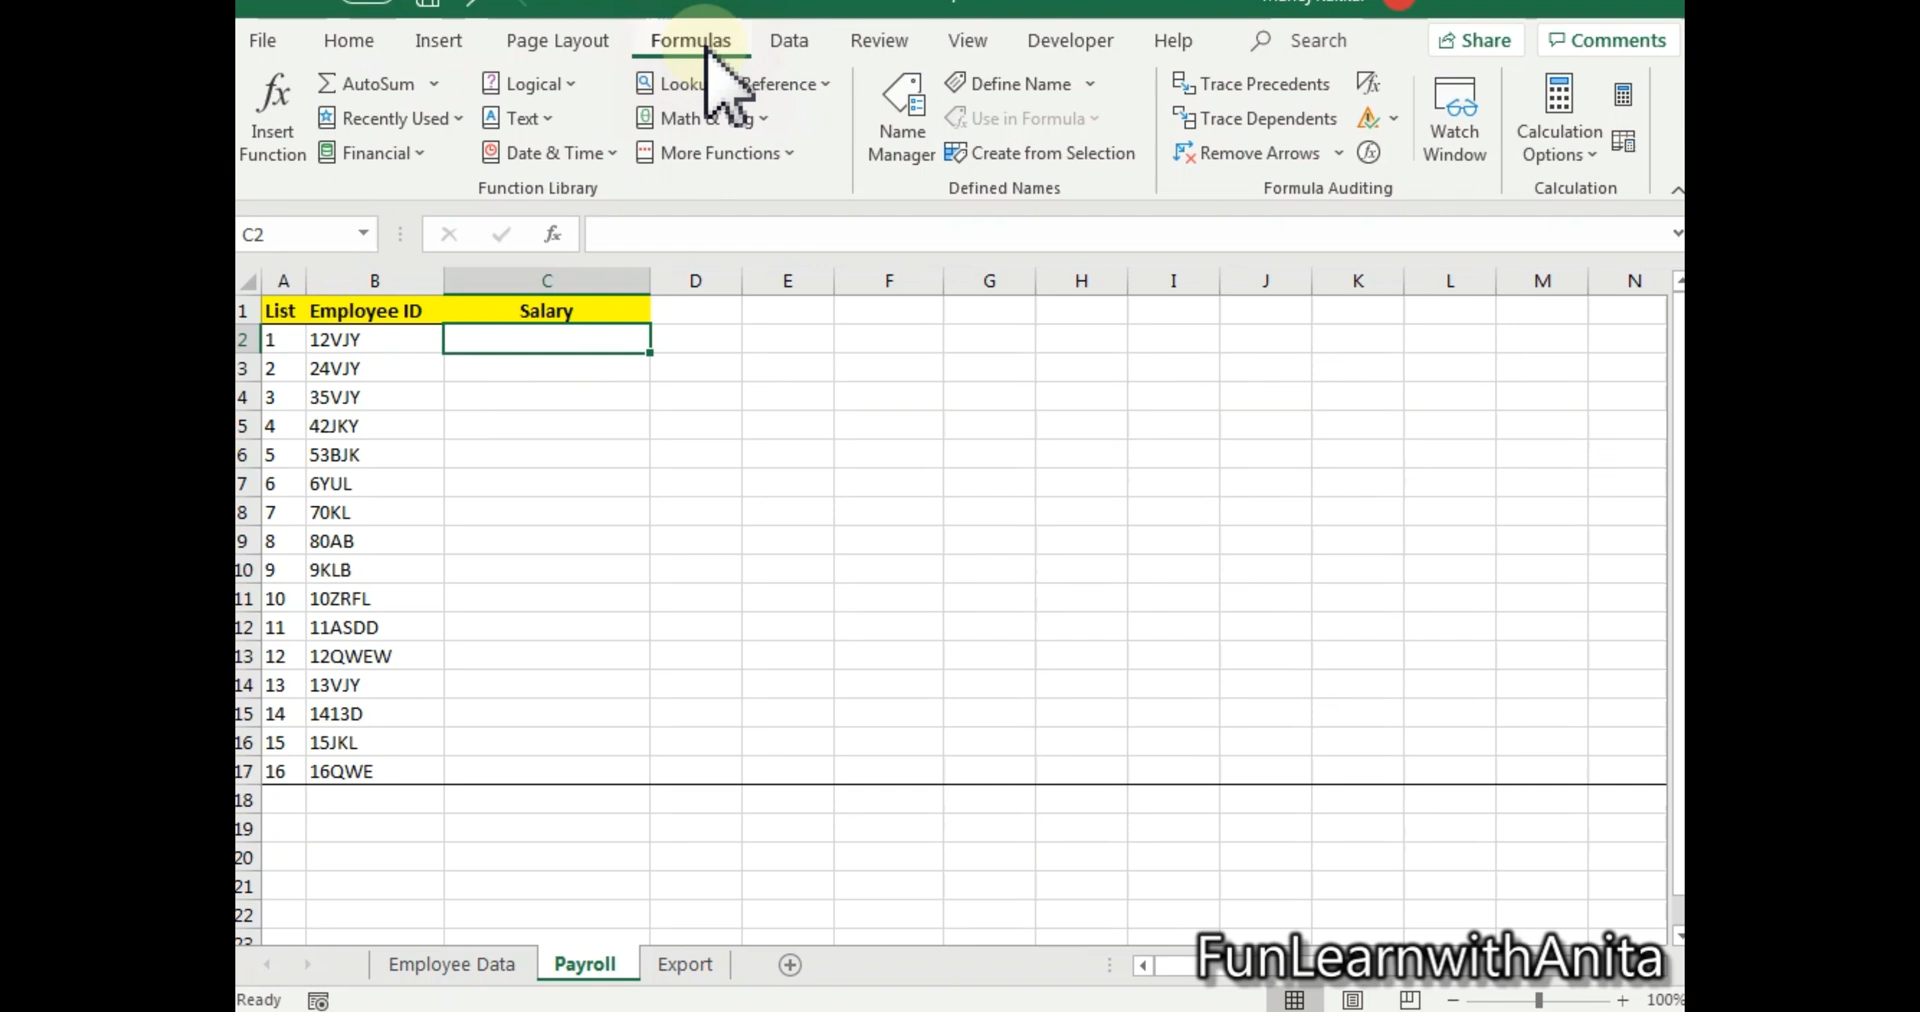 File Home Insert Page Layout Formulas Data Review View Developer Help Search Share Comments
fx Insert Function
AutoSum
Recently Used
Financial
Logical
Text
Date & Time
Reference
Math &
More Functions
Function Library
Name Manager
Define Name
Use in Formula
Create from Selection
Defined Names
Trace Precedents
Trace Dependents
Remove Arrows
Formula Auditing
Watch Window
Calculation Options
Calculation
C2 fx
A B C D E F G H I J K L M N
1 List Employee ID Salary
2 1 12VJY
3 2 24VJY
4 3 35VJY
5 4 42JKY
6 5 53BJK
7 6 6YUL
8 7 70KL
9 8 80AB
10 9 9KLB
11 10 10ZRFL
12 11 11ASDD
13 12 12QWEW
14 13 13VJY
15 14 1413D
16 15 15JKL
17 16 16QWE
18
19
20
21
22
23
Employee Data Payroll Export
FunLearnwithAnita
Ready 100%